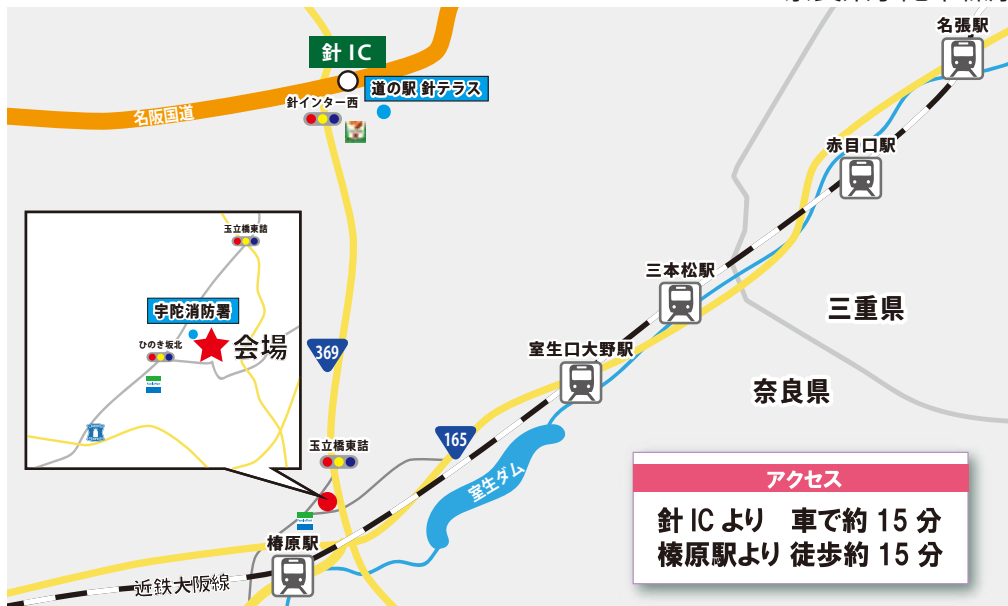 名張駅
針 IC
道の駅 針テラス
針インター西
名阪国道
赤目口駅
玉立橋東詰
三本松駅
宇陀消防署
三重県
ひのき坂北
会場
369
室生口大野駅
奈良県
玉立橋東詰
165
室生ダム
アクセス
針 IC より 車で約 15 分
榛原駅より 徒歩約 15 分
椿原駅
近鉄大阪線